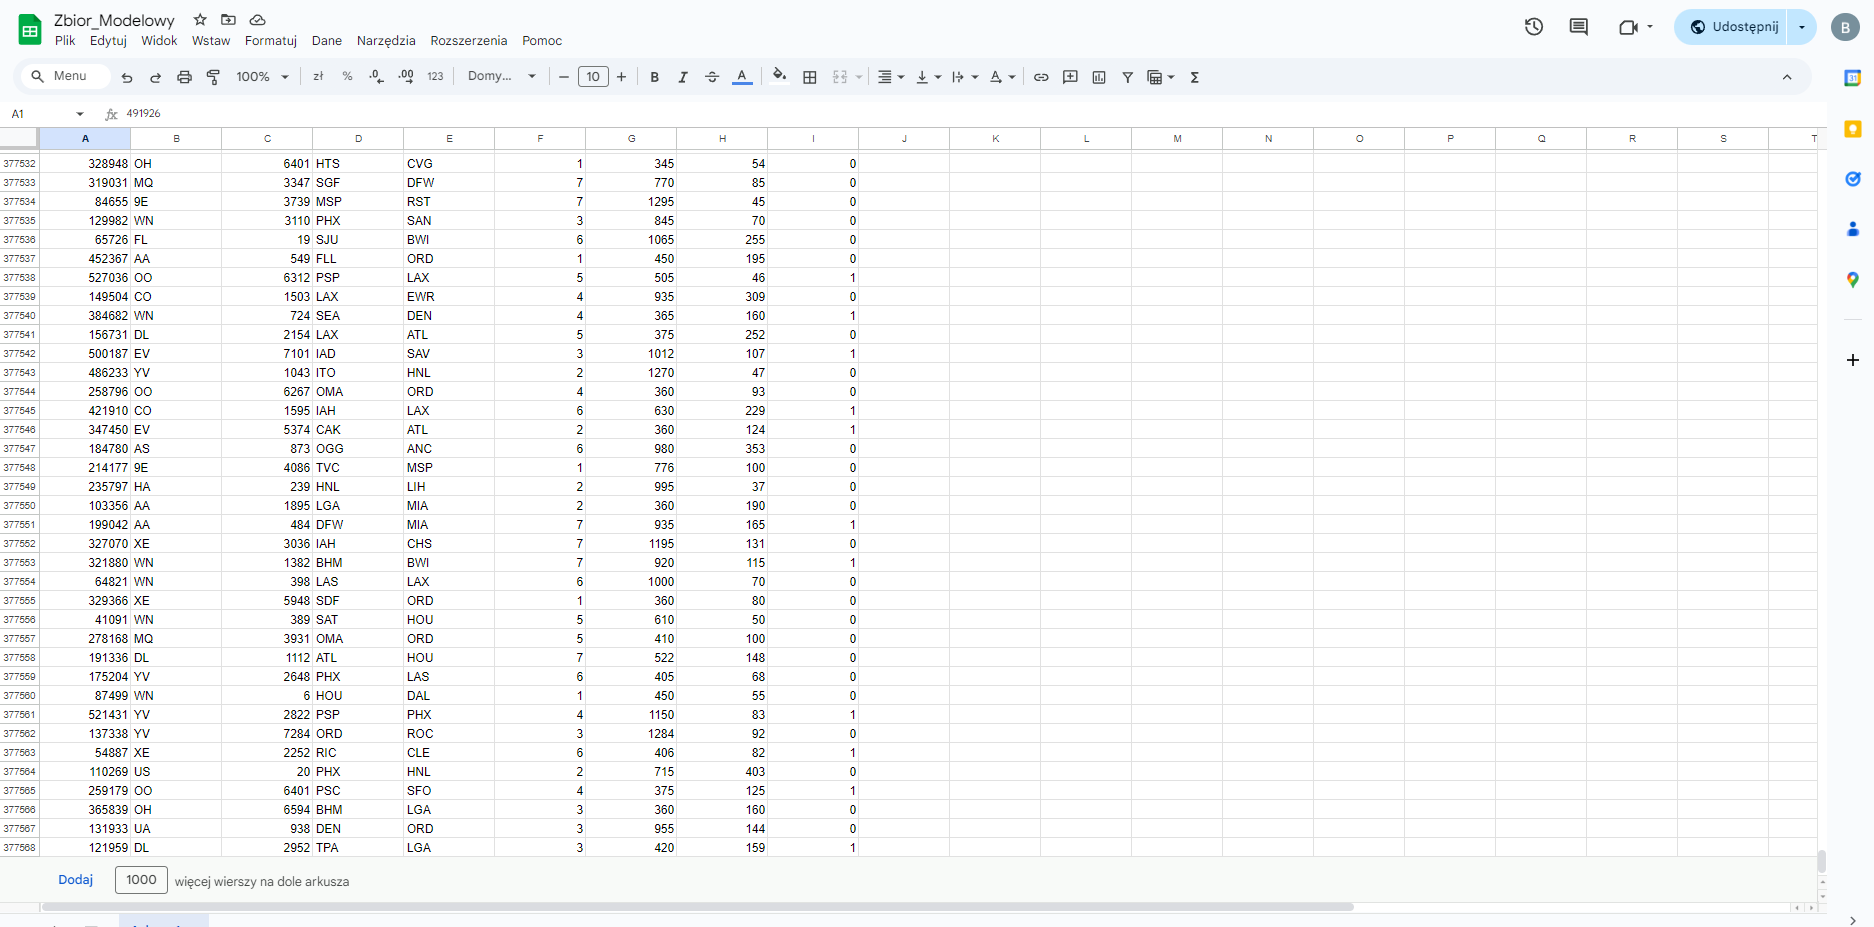 Zbior_Modelowy
Plik Edytuj Widok Wstaw Formatuj Dane Narzędzia Rozszerzenia Pomoc
Udostępnij
B
Menu 100% zł % .0 .00 123 Domy... 10 B I A Σ
31
A1 fx 491926
A B C D E F G H I J K L M N O P Q R S T
377532 328948 OH 6401 HTS CVG 1 345 54 0
377533 319031 MQ 3347 SGF DFW 7 770 85 0
377534 84655 9E 3739 MSP RST 7 1295 45 0
377535 129982 WN 3110 PHX SAN 3 845 70 0
377536 65726 FL 19 SJU BWI 6 1065 255 0
377537 452367 AA 549 FLL ORD 1 450 195 0
377538 527036 OO 6312 PSP LAX 5 505 46 1
377539 149504 CO 1503 LAX EWR 4 935 309 0
377540 384682 WN 724 SEA DEN 4 365 160 1
377541 156731 DL 2154 LAX ATL 5 375 252 0
377542 500187 EV 7101 IAD SAV 3 1012 107 1
377543 486233 YV 1043 ITO HNL 2 1270 47 0
377544 258796 OO 6267 OMA ORD 4 360 93 0
377545 421910 CO 1595 IAH LAX 6 630 229 1
377546 347450 EV 5374 CAK ATL 2 360 124 1
377547 184780 AS 873 OGG ANC 6 980 353 0
377548 214177 9E 4086 TVC MSP 1 776 100 0
377549 235797 HA 239 HNL LIH 2 995 37 0
377550 103356 AA 1895 LGA MIA 2 360 190 0
377551 199042 AA 484 DFW MIA 7 935 165 1
377552 327070 XE 3036 IAH CHS 7 1195 131 0
377553 321880 WN 1382 BHM BWI 7 920 115 1
377554 64821 WN 398 LAS LAX 6 1000 70 0
377555 329366 XE 5948 SDF ORD 1 360 80 0
377556 41091 WN 389 SAT HOU 5 610 50 0
377557 278168 MQ 3931 OMA ORD 5 410 100 0
377558 191336 DL 1112 ATL HOU 7 522 148 0
377559 175204 YV 2648 PHX LAS 6 405 68 0
377560 87499 WN 6 HOU DAL 1 450 55 0
377561 521431 YV 2822 PSP PHX 4 1150 83 1
377562 137338 YV 7284 ORD ROC 3 1284 92 0
377563 54887 XE 2252 RIC CLE 6 406 82 1
377564 110269 US 20 PHX HNL 2 715 403 0
377565 259179 OO 6401 PSC SFO 4 375 125 1
377566 365839 OH 6594 BHM LGA 3 360 160 0
377567 131933 UA 938 DEN ORD 3 955 144 0
377568 121959 DL 2952 TPA LGA 3 420 159 1
Dodaj 1000 więcej wierszy na dole arkusza